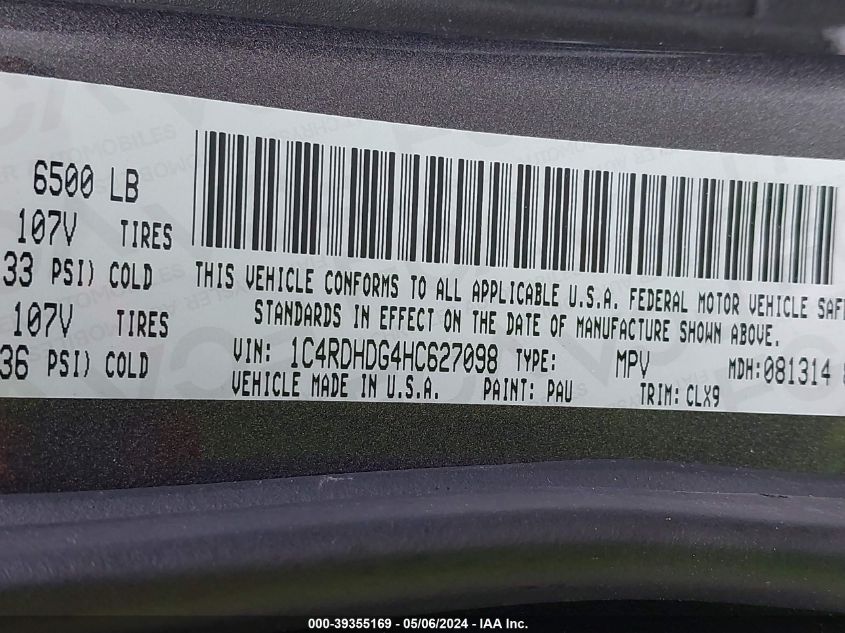 6500 LB
107V TIRES
33 PSI) COLD
107V TIRES
36 PSI) COLD
THIS VEHICLE CONFORMS TO ALL APPLICABLE U.S.A. FEDERAL MOTOR VEHICLE SAFE
STANDARDS IN EFFECT ON THE DATE OF MANUFACTURE SHOWN ABOVE.
VIN: 1C4RDHDG4HC627098 TYPE: MPV MDH:081314
VEHICLE MADE IN U.S.A. PAINT: PAU TRIM: CLX9
000-39355169 - 05/06/2024 - IAA Inc.